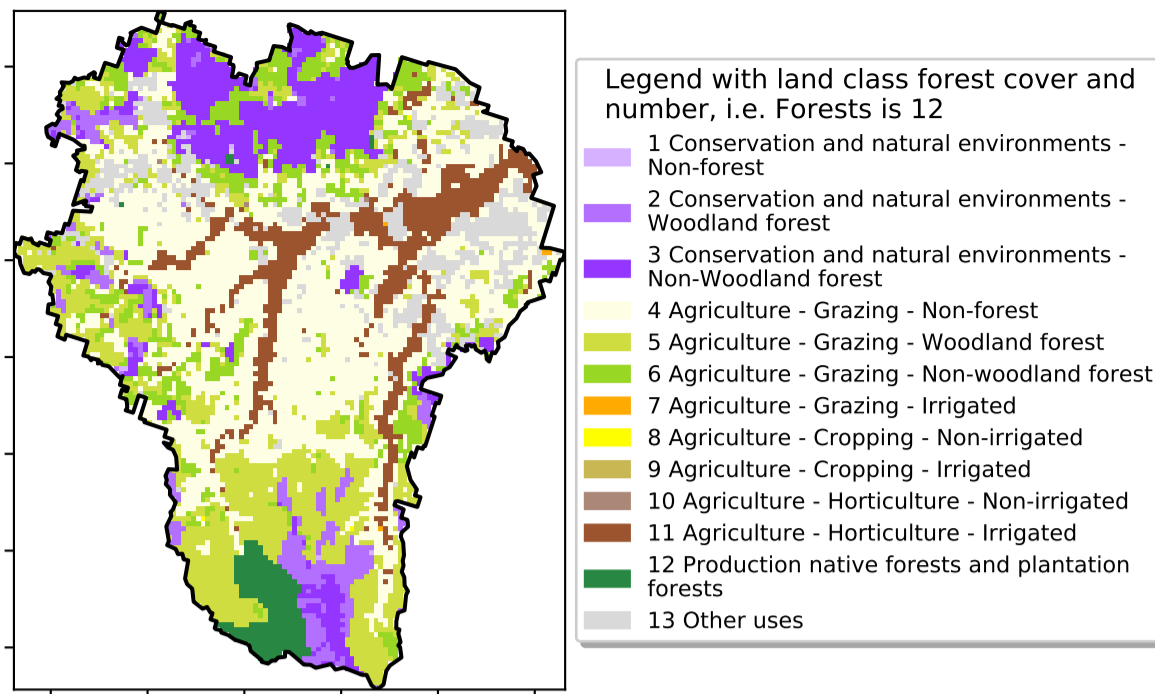 Legend with land class forest cover and
number, i.e. Forests is 12
1 Conservation and natural environments -
Non-forest
2 Conservation and natural environments -
Woodland forest
3 Conservation and natural environments -
Non-Woodland forest
4 Agriculture - Grazing - Non-forest
5 Agriculture - Grazing - Woodland forest
6 Agriculture - Grazing - Non-woodland forest
7 Agriculture - Grazing - Irrigated
8 Agriculture - Cropping - Non-irrigated
9 Agriculture - Cropping - Irrigated
10 Agriculture - Horticulture - Non-irrigated
11 Agriculture - Horticulture - Irrigated
12 Production native forests and plantation
forests
13 Other uses